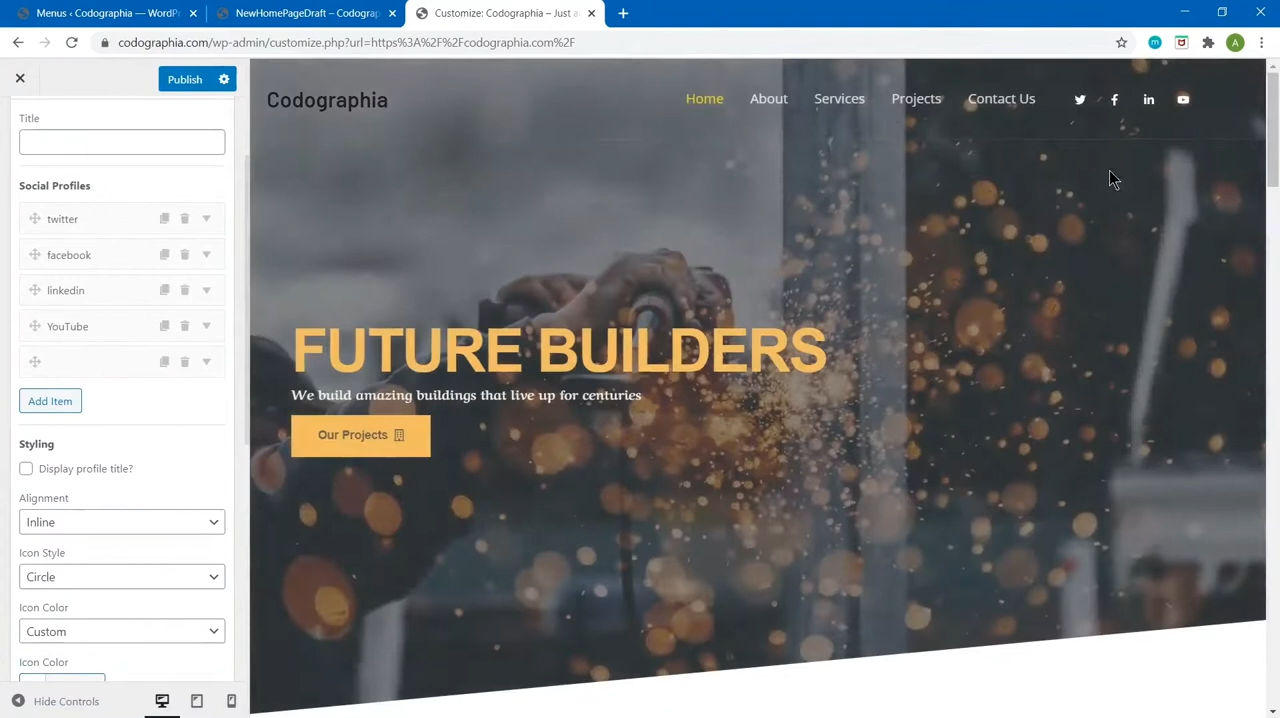 Menus ‹ Codographia — WordPr
NewHomePageDraft – Codograp
Customize: Codographia – Just a
codographia.com/wp-admin/customize.php?url=https%3A%2F%2Fcodographia.com%2F
A
Publish
Title
Social Profiles
twitter
facebook
linkedin
YouTube
Add Item
Styling
Display profile title?
Alignment
Inline
Icon Style
Circle
Icon Color
Custom
Icon Color
Hide Controls
Codographia
Home About Services Projects Contact Us
FUTURE BUILDERS
We build amazing buildings that live up for centuries
Our Projects